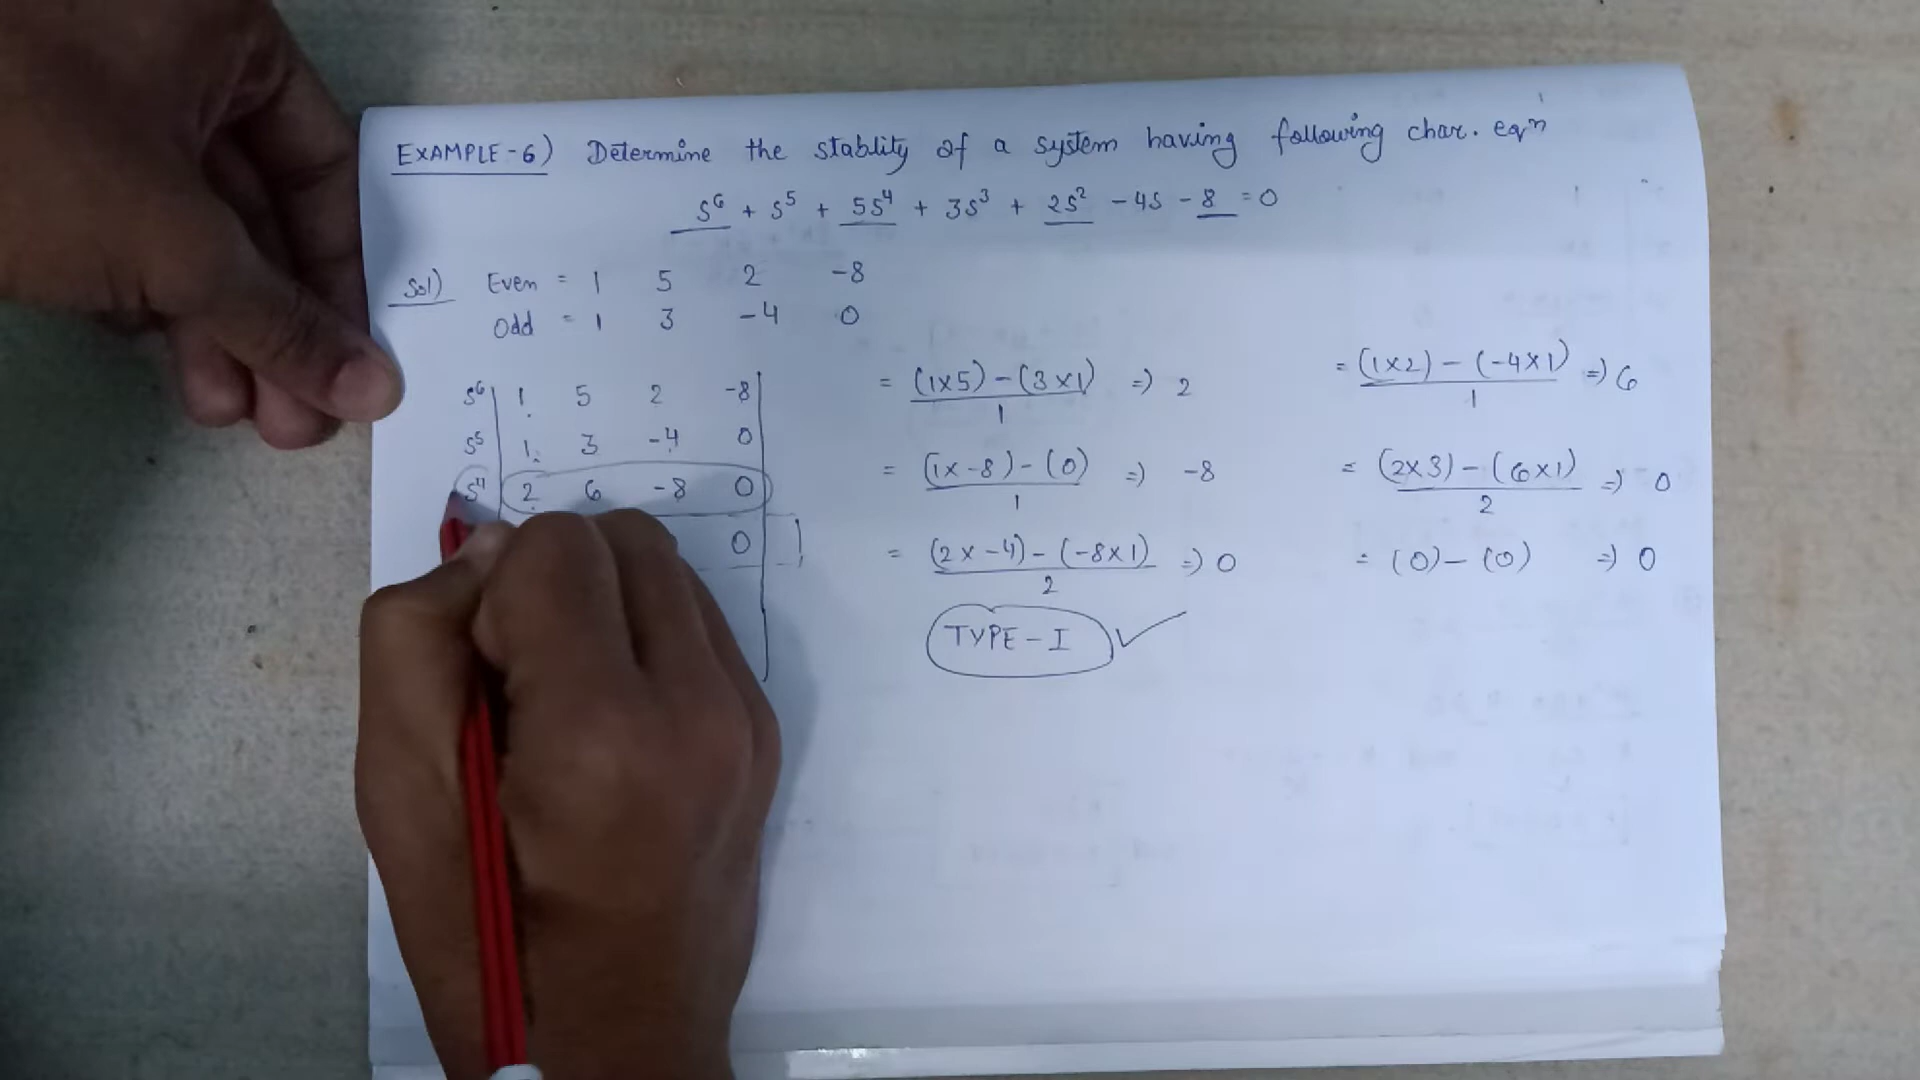 EXAMPLE-6) Determine the stablity of a system having following char. eqn
s⁶ + s⁵ + 5s⁴ + 3s³ + 2s² - 4s - 8 = 0
Sol) Even = 1 5 2 -8
Odd = 1 3 -4 0
s⁶ 1 5 2 -8
s⁵ 1 3 -4 0
s⁴ 2 6 -8 0
0
= (1x5) - (3x1) / 1 => 2
= (1x-8) - (0) / 1 => -8
= (2x-4) - (-8x1) / 2 => 0
TYPE-I
= (1x2) - (-4x1) / 1 => 6
= (2x3) - (6x1) / 2 => 0
= (0) - (0) => 0